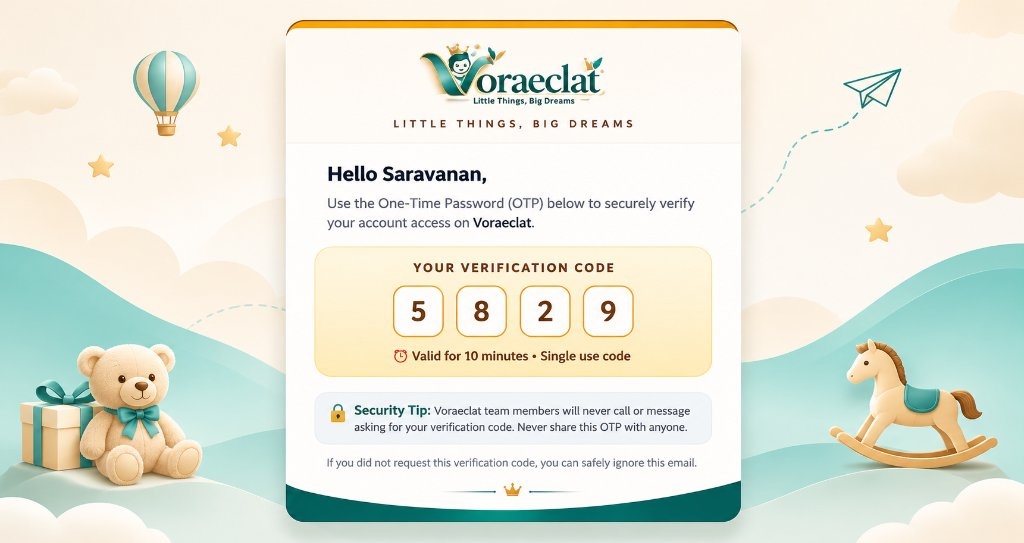 Voraeclat
Little Things, Big Dreams
LITTLE THINGS, BIG DREAMS
Hello Saravanan,
Use the One-Time Password (OTP) below to securely verify
your account access on Voraeclat.
YOUR VERIFICATION CODE
5 8 2 9
Valid for 10 minutes • Single use code
Security Tip: Voraeclat team members will never call or message
asking for your verification code. Never share this OTP with anyone.
If you did not request this verification code, you can safely ignore this email.